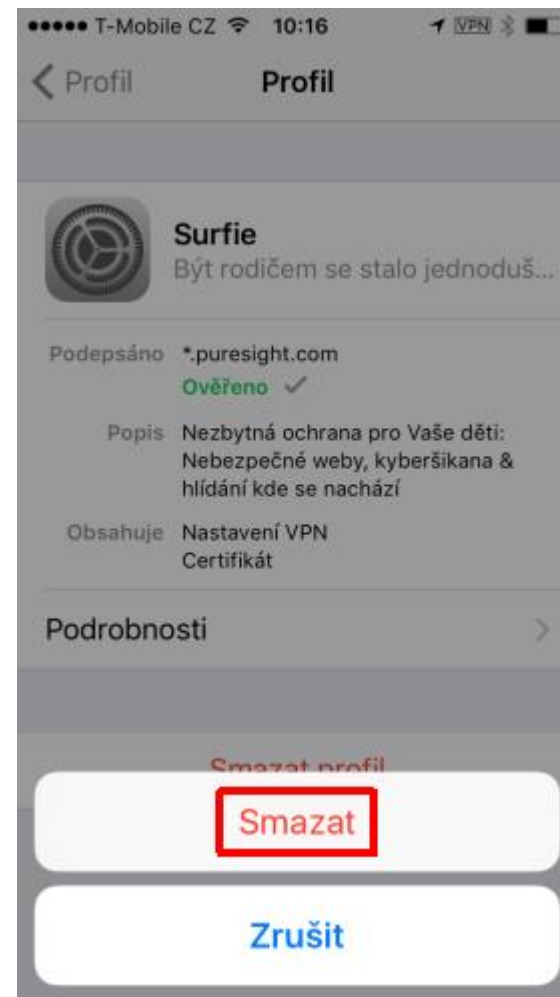 T-Mobile CZ 10:16 VPN
Profil Profil
Surfie
Být rodičem se stalo jednoduš...
Podepsáno *.puresight.com
Ověřeno ✓
Popis Nezbytná ochrana pro Vaše děti:
Nebezpečné weby, kyberšikana &
hlídání kde se nachází
Obsahuje Nastavení VPN
Certifikát
Podrobnosti
Smazat profil
Smazat
Zrušit